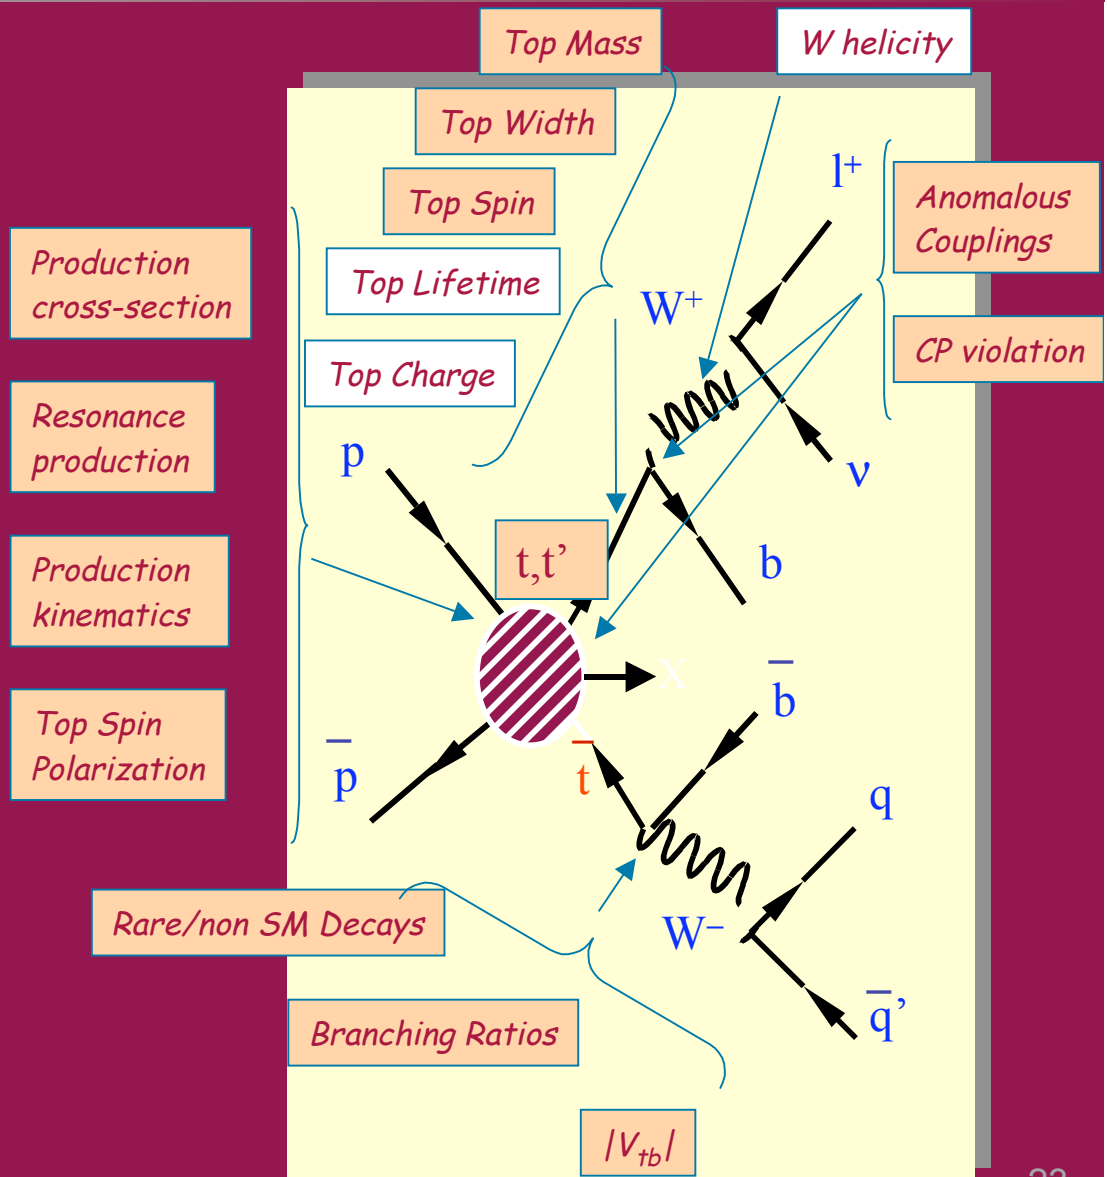 Top Mass
W helicity
Top Width
l+
Anomalous
Couplings
Top Spin
Production
cross-section
Top Lifetime
W+
CP violation
Top Charge
Resonance
production
p
ν
t,t’
b
Production
kinematics
X
b̅
Top Spin
Polarization
p̅
t̅
q
Rare/non SM Decays
W–
q̅’
Branching Ratios
|Vtb|